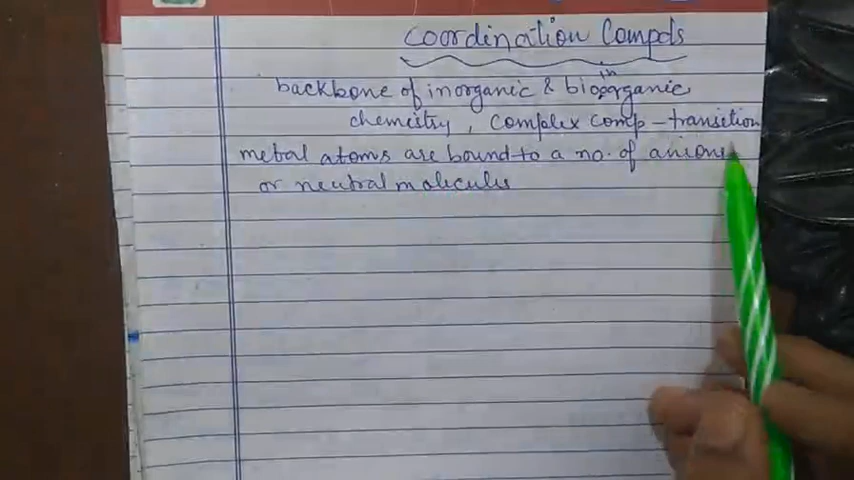 Coordination Compds
backbone of inorganic & bioinorganic
chemistry, complex comp - transition
metal atoms are bound to a no. of anions
or neutral molecules